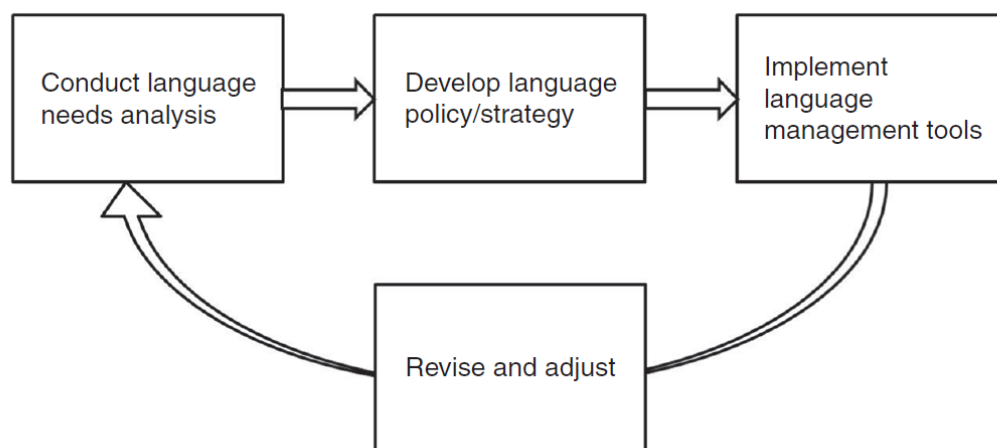 Conduct language
needs analysis
Develop language
policy/strategy
Implement
language
management tools
Revise and adjust